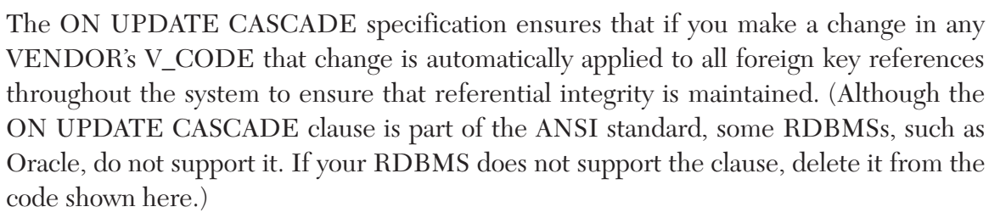 The ON UPDATE CASCADE specification ensures that if you make a change in any
VENDOR’s V_CODE that change is automatically applied to all foreign key references
throughout the system to ensure that referential integrity is maintained. (Although the
ON UPDATE CASCADE clause is part of the ANSI standard, some RDBMSs, such as
Oracle, do not support it. If your RDBMS does not support the clause, delete it from the
code shown here.)